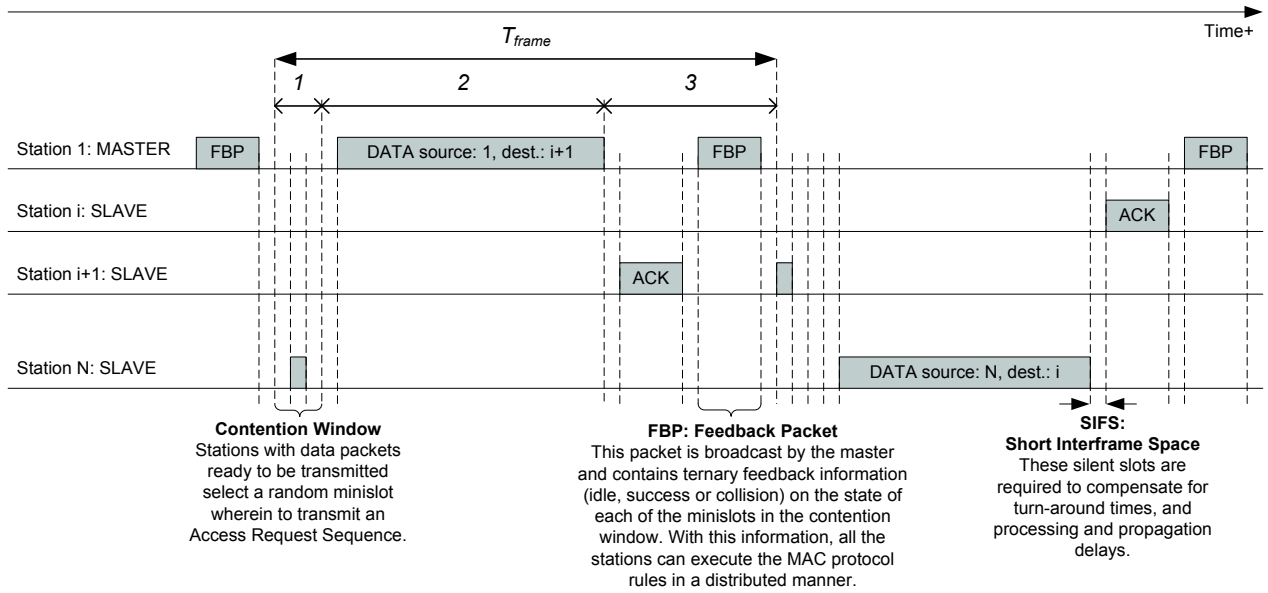 Time+
Tframe
1
2
3
Station 1: MASTER
FBP
DATA source: 1, dest.: i+1
FBP
FBP
Station i: SLAVE
ACK
Station i+1: SLAVE
ACK
Station N: SLAVE
DATA source: N, dest.: i
Contention Window
Stations with data packets
ready to be transmitted
select a random minislot
wherein to transmit an
Access Request Sequence.
FBP: Feedback Packet
This packet is broadcast by the master
and contains ternary feedback information
(idle, success or collision) on the state of
each of the minislots in the contention
window. With this information, all the
stations can execute the MAC protocol
rules in a distributed manner.
SIFS:
Short Interframe Space
These silent slots are
required to compensate for
turn-around times, and
processing and propagation
delays.